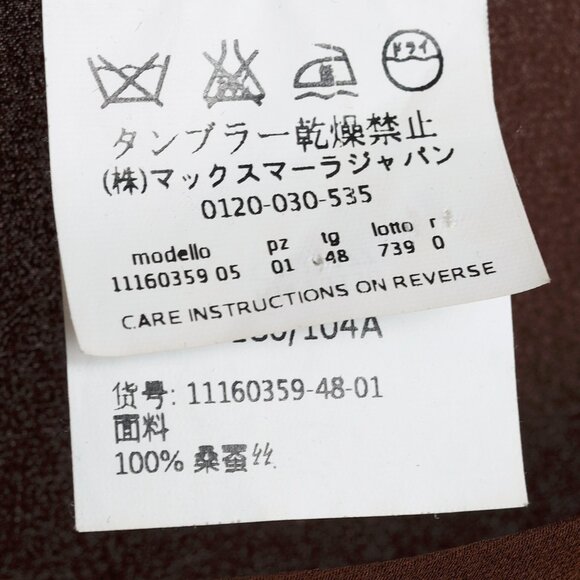 ドライ
タンブラー乾燥禁止
(株)マックスマーラジャパン
0120-030-535
modello pz tg lotto r
11160359 05 01 48 739 0
CARE INSTRUCTIONS ON REVERSE
/104A
货号: 11160359-48-01
面料
100% 桑蚕丝